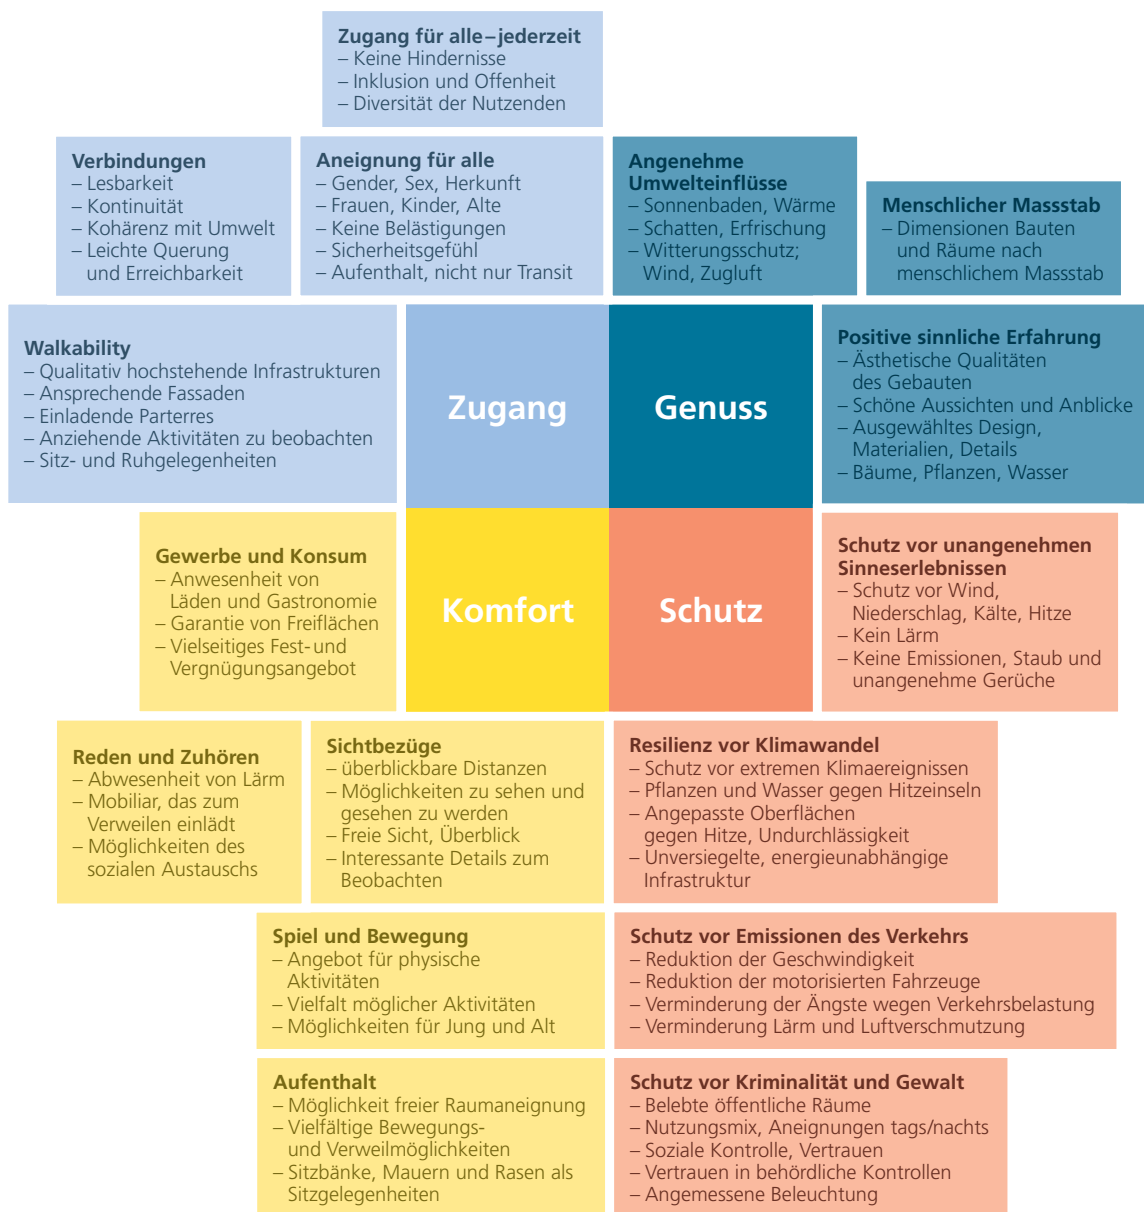 Zugang für alle – jederzeit
– Keine Hindernisse
– Inklusion und Offenheit
– Diversität der Nutzenden
Verbindungen
– Lesbarkeit
– Kontinuität
– Kohärenz mit Umwelt
– Leichte Querung
und Erreichbarkeit
Aneignung für alle
– Gender, Sex, Herkunft
– Frauen, Kinder, Alte
– Keine Belästigungen
– Sicherheitsgefühl
– Aufenthalt, nicht nur Transit
Angenehme
Umwelteinflüsse
– Sonnenbaden, Wärme
– Schatten, Erfrischung
– Witterungsschutz;
Wind, Zugluft
Menschlicher Massstab
– Dimensionen Bauten
und Räume nach
menschlichem Massstab
Walkability
– Qualitativ hochstehende Infrastrukturen
– Ansprechende Fassaden
– Einladende Parterres
– Anziehende Aktivitäten zu beobachten
– Sitz- und Ruhgelegenheiten
Zugang
Genuss
Positive sinnliche Erfahrung
– Ästhetische Qualitäten
des Gebauten
– Schöne Aussichten und Anblicke
– Ausgewähltes Design,
Materialien, Details
– Bäume, Pflanzen, Wasser
Gewerbe und Konsum
– Anwesenheit von
Läden und Gastronomie
– Garantie von Freiflächen
– Vielseitiges Fest- und
Vergnügungsangebot
Komfort
Schutz
Schutz vor unangenehmen
Sinneserlebnissen
– Schutz vor Wind,
Niederschlag, Kälte, Hitze
– Kein Lärm
– Keine Emissionen, Staub und
unangenehme Gerüche
Reden und Zuhören
– Abwesenheit von Lärm
– Mobiliar, das zum
Verweilen einlädt
– Möglichkeiten des
sozialen Austauschs
Sichtbezüge
– überblickbare Distanzen
– Möglichkeiten zu sehen und
gesehen zu werden
– Freie Sicht, Überblick
– Interessante Details zum
Beobachten
Resilienz vor Klimawandel
– Schutz vor extremen Klimaereignissen
– Pflanzen und Wasser gegen Hitzeinseln
– Angepasste Oberflächen
gegen Hitze, Undurchlässigkeit
– Unversiegelte, energieunabhängige
Infrastruktur
Spiel und Bewegung
– Angebot für physische
Aktivitäten
– Vielfalt möglicher Aktivitäten
– Möglichkeiten für Jung und Alt
Schutz vor Emissionen des Verkehrs
– Reduktion der Geschwindigkeit
– Reduktion der motorisierten Fahrzeuge
– Verminderung der Ängste wegen Verkehrsbelastung
– Verminderung Lärm und Luftverschmutzung
Aufenthalt
– Möglichkeit freier Raumaneignung
– Vielfältige Bewegungs-
und Verweilmöglichkeiten
– Sitzbänke, Mauern und Rasen als
Sitzgelegenheiten
Schutz vor Kriminalität und Gewalt
– Belebte öffentliche Räume
– Nutzungsmix, Aneignungen tags/nachts
– Soziale Kontrolle, Vertrauen
– Vertrauen in behördliche Kontrollen
– Angemessene Beleuchtung